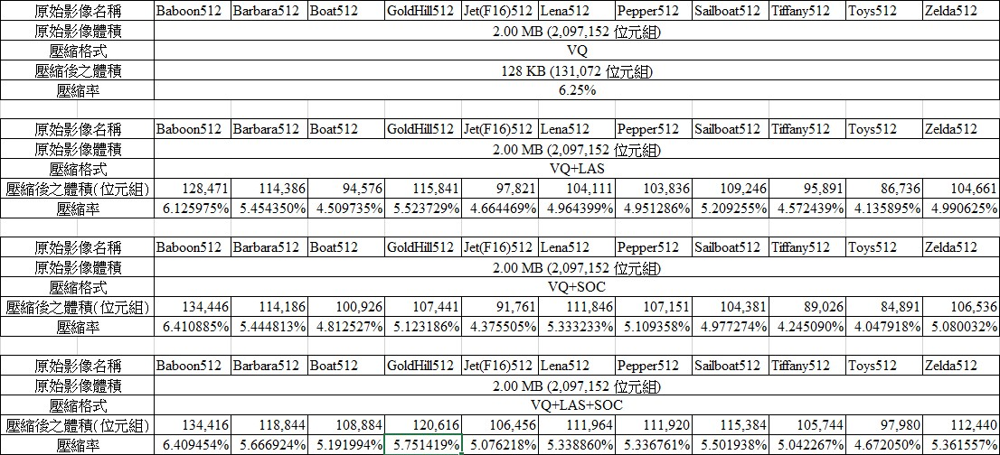 原始影像名稱 Baboon512 Barbara512 Boat512 GoldHill512 Jet(F16)512 Lena512 Pepper512 Sailboat512 Tiffany512 Toys512 Zelda512
原始影像體積 2.00 MB (2,097,152 位元組)
壓縮格式 VQ
壓縮後之體積 128 KB (131,072 位元組)
壓縮率 6.25%
原始影像名稱 Baboon512 Barbara512 Boat512 GoldHill512 Jet(F16)512 Lena512 Pepper512 Sailboat512 Tiffany512 Toys512 Zelda512
原始影像體積 2.00 MB (2,097,152 位元組)
壓縮格式 VQ+LAS
壓縮後之體積(位元組) 128,471 114,386 94,576 115,841 97,821 104,111 103,836 109,246 95,891 86,736 104,661
壓縮率 6.125975% 5.454350% 4.509735% 5.523729% 4.664469% 4.964399% 4.951286% 5.209255% 4.572439% 4.135895% 4.990625%
原始影像名稱 Baboon512 Barbara512 Boat512 GoldHill512 Jet(F16)512 Lena512 Pepper512 Sailboat512 Tiffany512 Toys512 Zelda512
原始影像體積 2.00 MB (2,097,152 位元組)
壓縮格式 VQ+SOC
壓縮後之體積(位元組) 134,446 114,186 100,926 107,441 91,761 111,846 107,151 104,381 89,026 84,891 106,536
壓縮率 6.410885% 5.444813% 4.812527% 5.123186% 4.375505% 5.333233% 5.109358% 4.977274% 4.245090% 4.047918% 5.080032%
原始影像名稱 Baboon512 Barbara512 Boat512 GoldHill512 Jet(F16)512 Lena512 Pepper512 Sailboat512 Tiffany512 Toys512 Zelda512
原始影像體積 2.00 MB (2,097,152 位元組)
壓縮格式 VQ+LAS+SOC
壓縮後之體積(位元組) 134,416 118,844 108,884 120,616 106,456 111,964 111,920 115,384 105,744 97,980 112,440
壓縮率 6.409454% 5.666924% 5.191994% 5.751419% 5.076218% 5.338860% 5.336761% 5.501938% 5.042267% 4.672050% 5.361557%